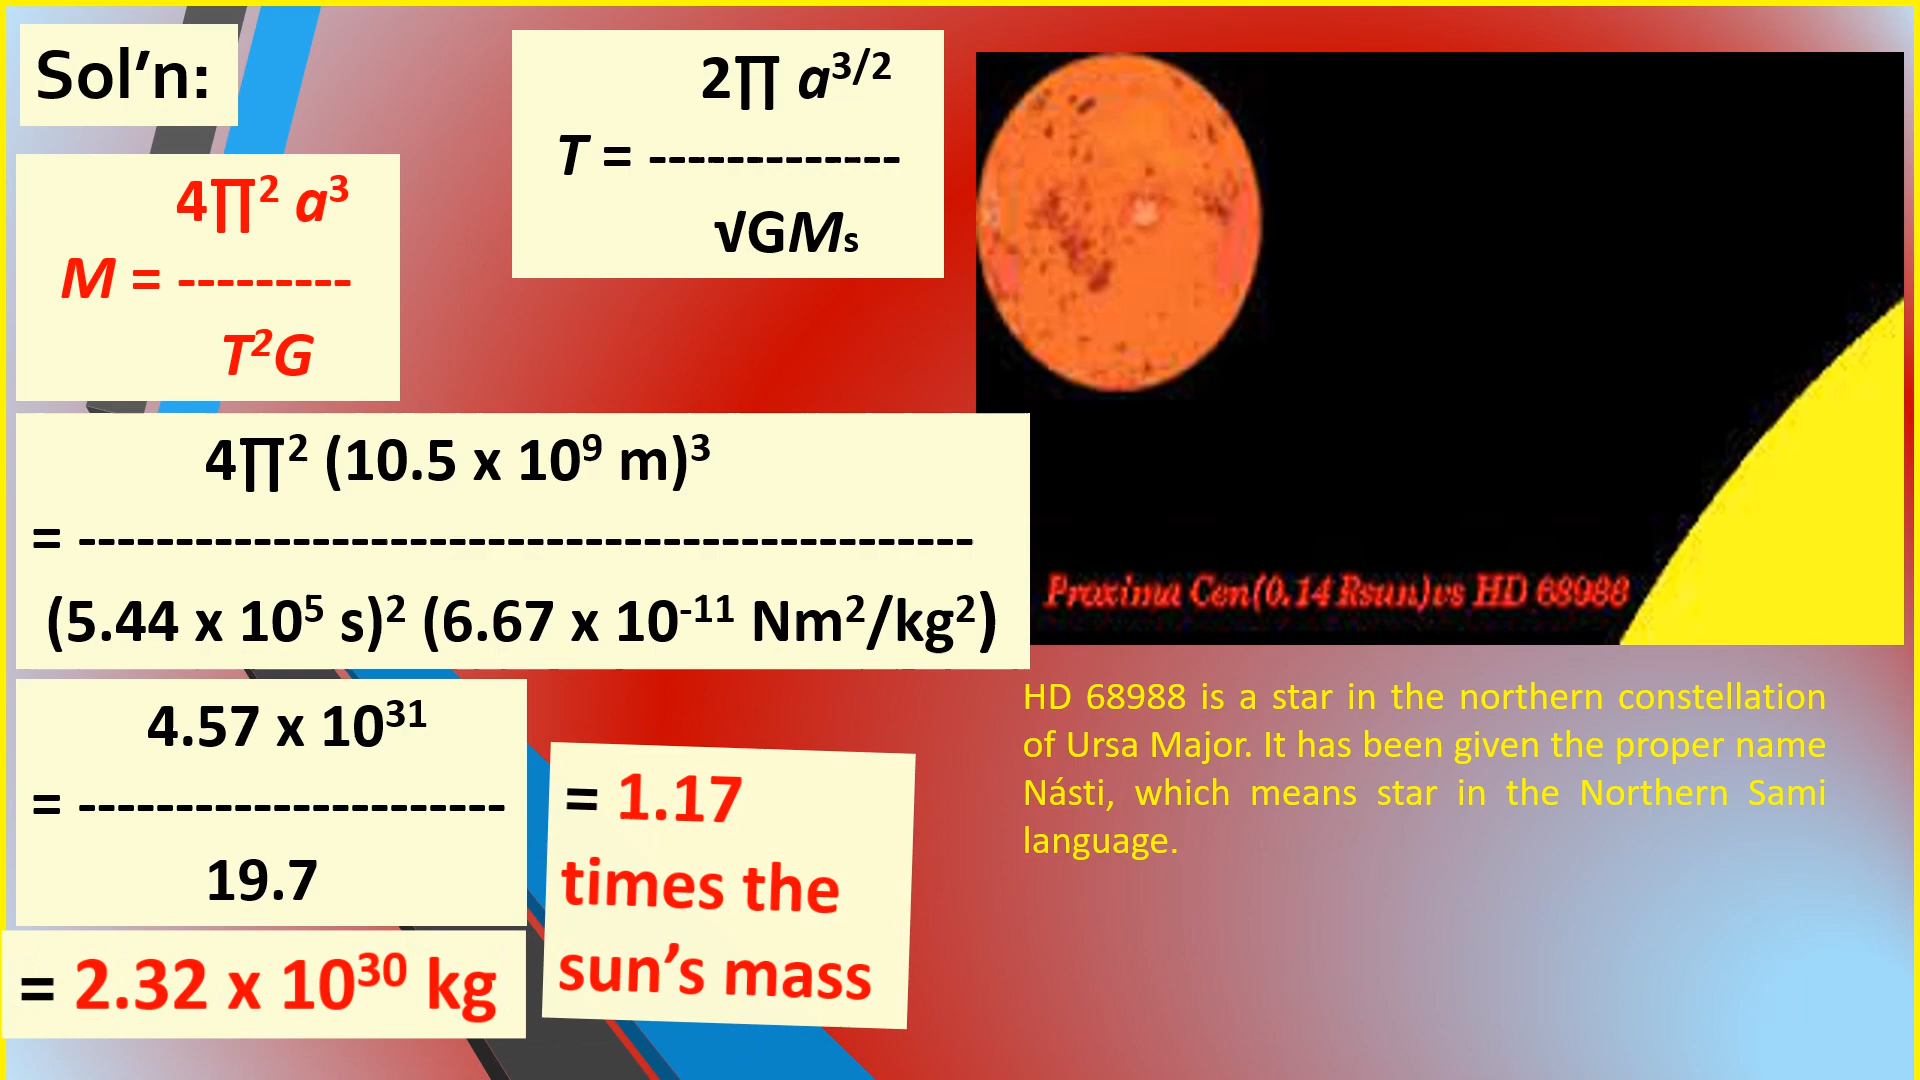 Sol’n:
2∏ a³/²
T = -------------
√GMs
4∏² a³
M = ---------
T²G
4∏² (10.5 x 10⁹ m)³
= ----------------------------------------------
(5.44 x 10⁵ s)² (6.67 x 10⁻¹¹ Nm²/kg²)
4.57 x 10³¹
= ----------------------
19.7
= 2.32 x 10³⁰ kg
= 1.17
times the
sun’s mass
Proxima Cen(0.14 Rsun)vs HD 68988
HD 68988 is a star in the northern constellation
of Ursa Major. It has been given the proper name
Násti, which means star in the Northern Sami
language.